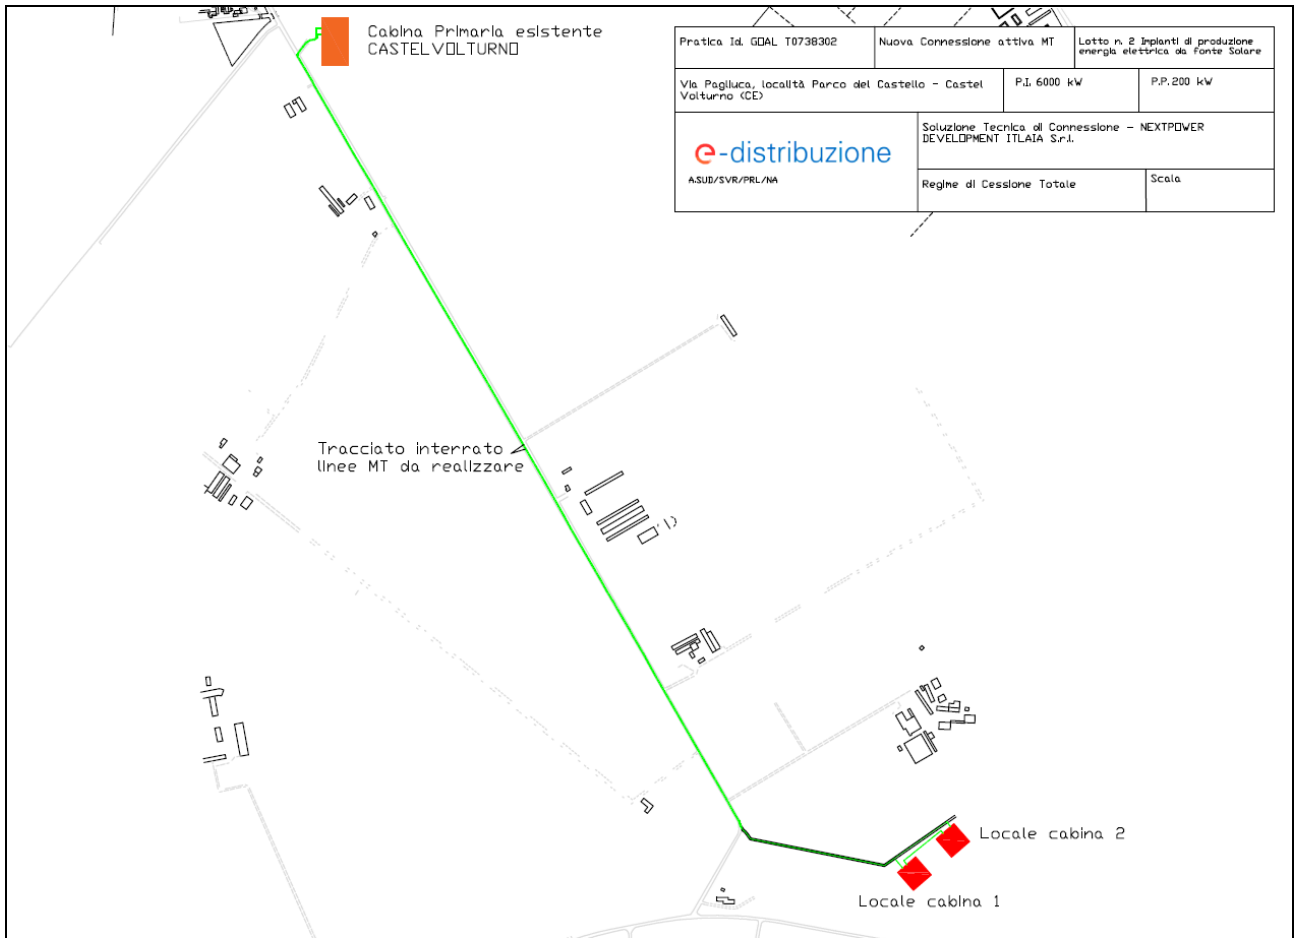 Cabina Primaria esistente
CASTELVOLTURNO
Pratica Id. GOAL T0738302
Nuova Connessione attiva MT
Lotto n. 2 Impianti di produzione
energia elettrica da fonte Solare
Via Pagliuca, località Parco del Castello - Castel
Volturno (CE)
P.I. 6000 kW
P.P. 200 kW
e-distribuzione
A.SUD/SVR/PRL/NA
Soluzione Tecnica di Connessione - NEXTPOWER
DEVELOPMENT ITLAIA S.r.l.
Regime di Cessione Totale
Scala
Tracciato interrato
linee MT da realizzare
Locale cabina 2
Locale cabina 1